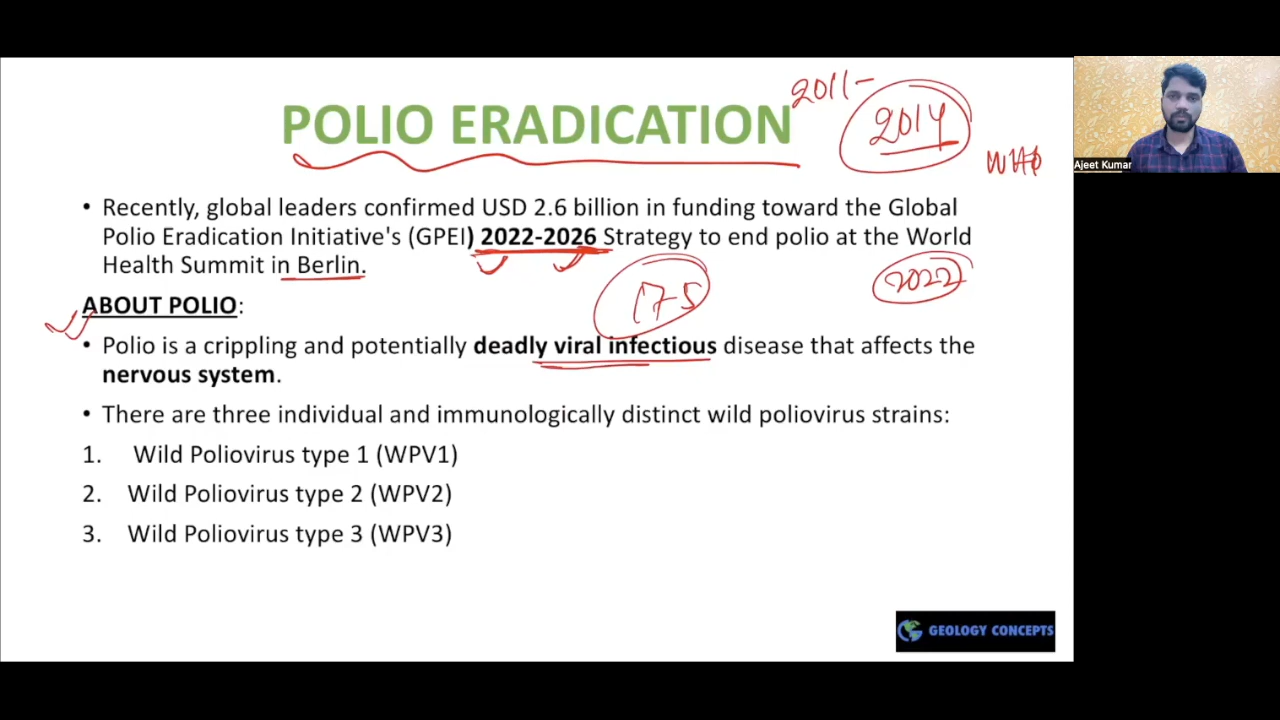 POLIO ERADICATION
2011-
2014
WHO
Ajeet Kumar
• Recently, global leaders confirmed USD 2.6 billion in funding toward the Global
Polio Eradication Initiative's (GPEI) 2022-2026 Strategy to end polio at the World
Health Summit in Berlin.
2022
175
ABOUT POLIO:
• Polio is a crippling and potentially deadly viral infectious disease that affects the
nervous system.
• There are three individual and immunologically distinct wild poliovirus strains:
1. Wild Poliovirus type 1 (WPV1)
2. Wild Poliovirus type 2 (WPV2)
3. Wild Poliovirus type 3 (WPV3)
GEOLOGY CONCEPTS